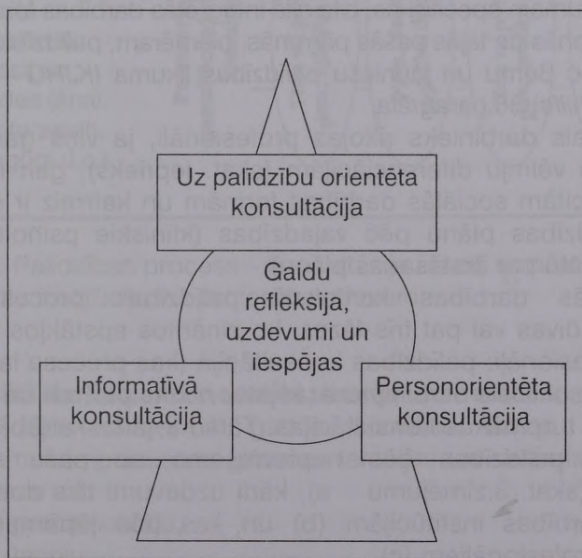 Uz palīdzību orientēta
konsultācija
Gaidu
refleksija,
uzdevumi un
iespējas
Informatīvā
konsultācija
Personorientēta
konsultācija